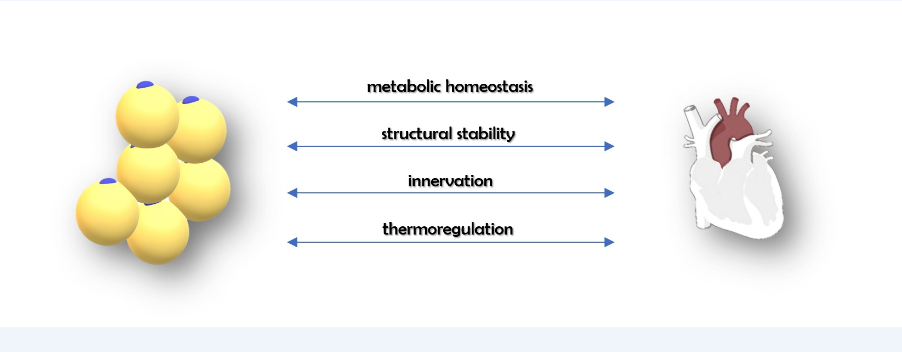 metabolic homeostasis
structural stability
innervation
thermoregulation